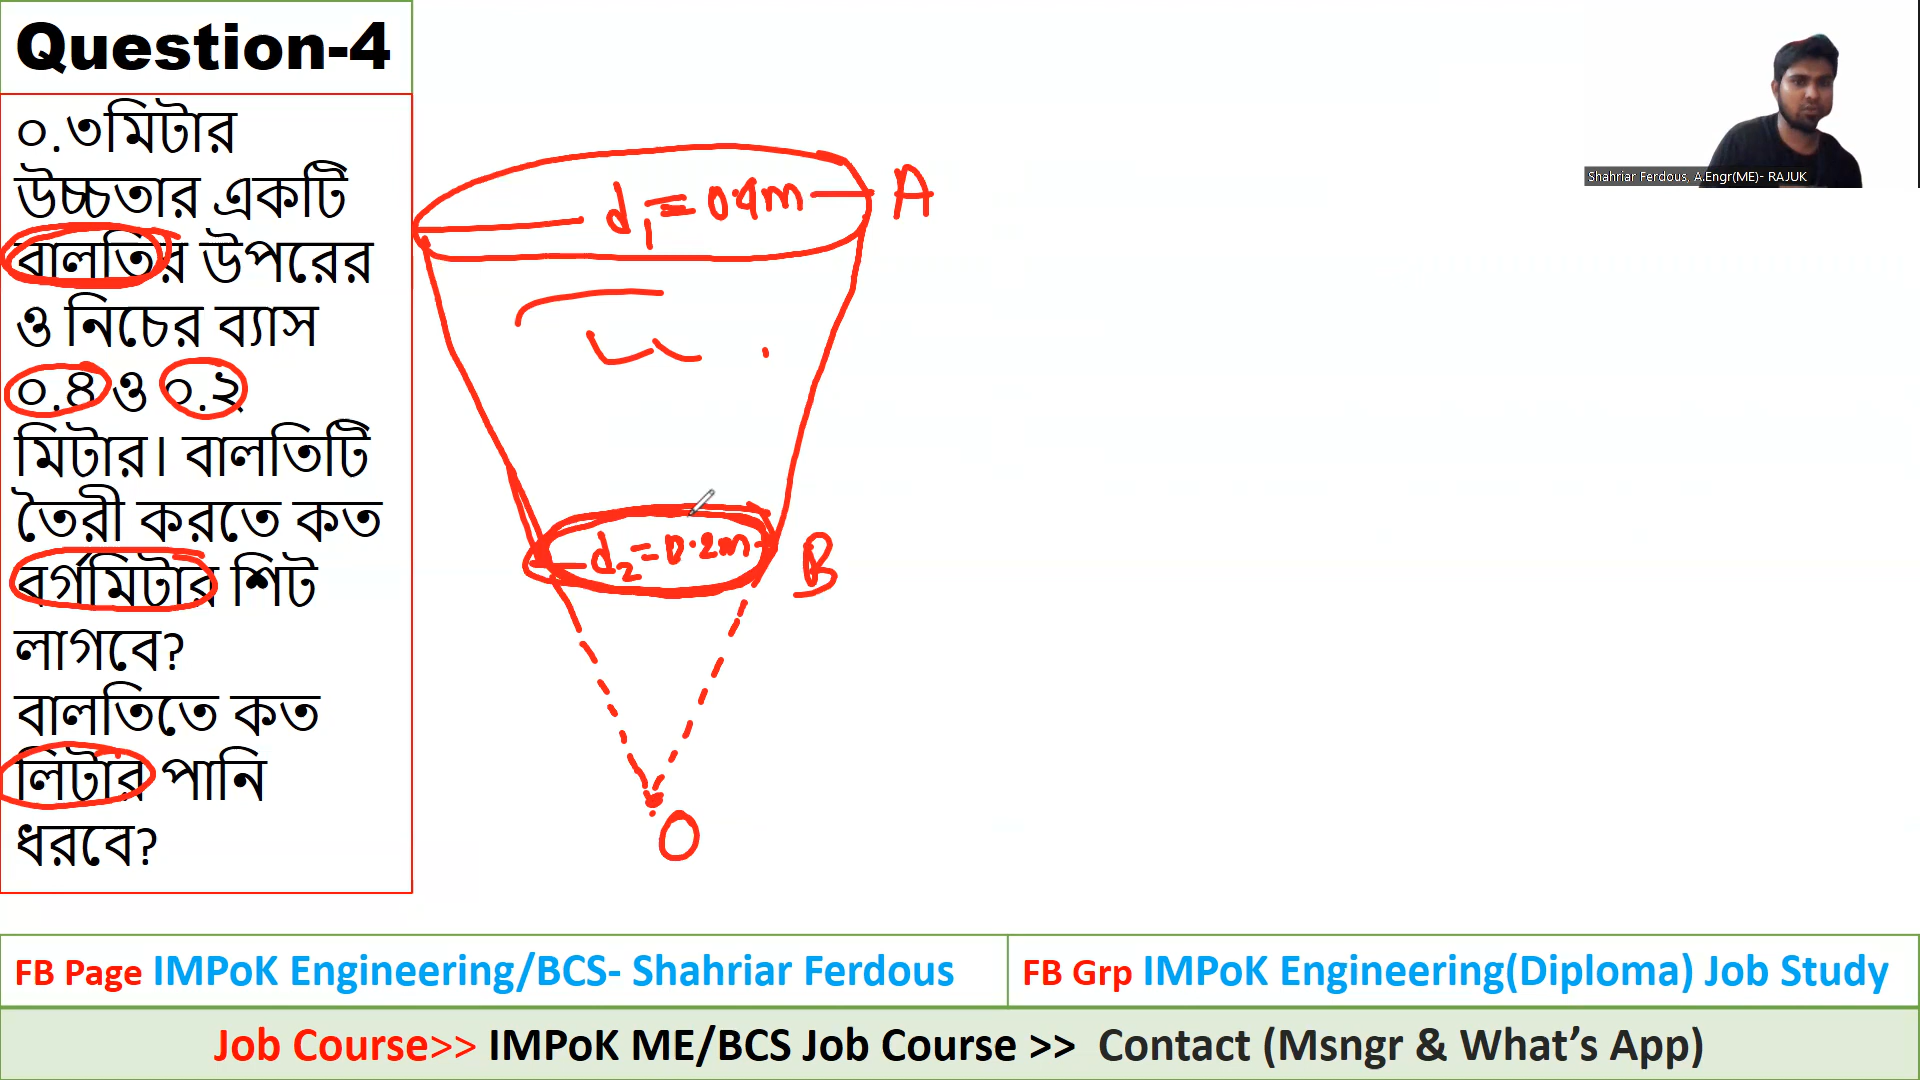 Question-4
০.৩মিটার
উচ্চতার একটি
বালতির উপরের
ও নিচের ব্যাস
০.৪ ও ০.২
মিটার। বালতিটি
তৈরী করতে কত
বর্গমিটার শিট
লাগবে?
বালতিতে কত
লিটার পানি
ধরবে?
d₁ = 0.4m
A
d₂ = 0.2m
B
O
Shahriar Ferdous, A.Engr(ME)- RAJUK
FB Page IMPoK Engineering/BCS- Shahriar Ferdous
FB Grp IMPoK Engineering(Diploma) Job Study
Job Course>> IMPoK ME/BCS Job Course >> Contact (Msngr & What’s App)